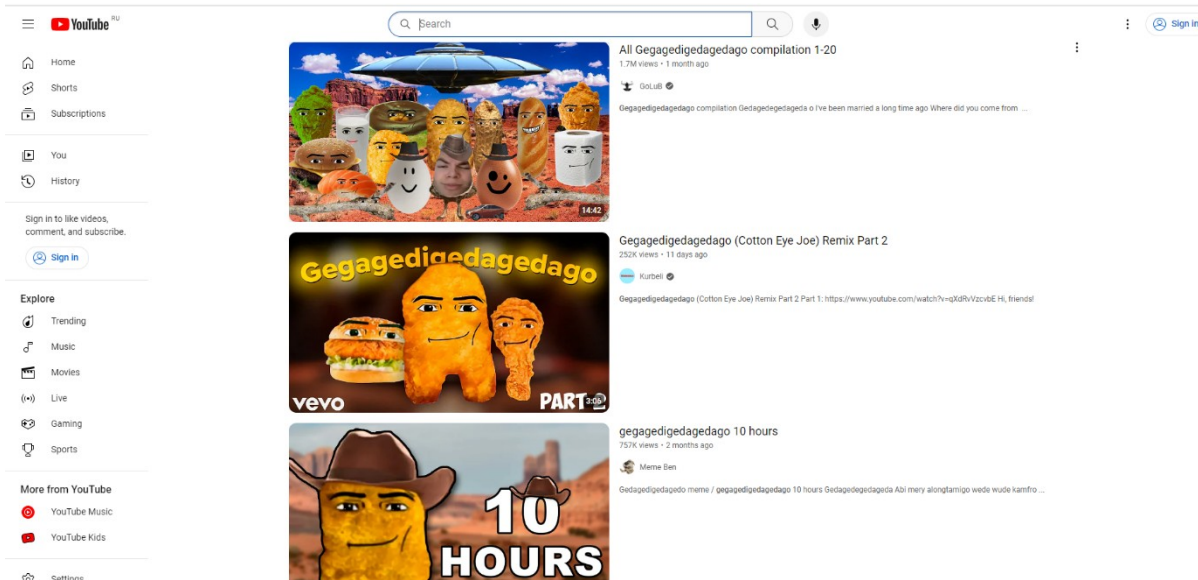 YouTube RU
Search
Sign in
Home
Shorts
Subscriptions
You
History
Sign in to like videos,
comment, and subscribe.
Sign in
Explore
Trending
Music
Movies
Live
Gaming
Sports
More from YouTube
YouTube Music
YouTube Kids
Settings
14:42
All Gegagedigedagedago compilation 1-20
1.7M views • 1 month ago
GoLuB
Gegagedigedagedago compilation Gedagedegedageda o I've been married a long time ago Where did you come from ...
Gegagedigedagedago
vevo
PART 2
3:06
Gegagedigedagedago (Cotton Eye Joe) Remix Part 2
252K views • 11 days ago
Kurbeli
Gegagedigedagedago (Cotton Eye Joe) Remix Part 2 Part 1: https://www.youtube.com/watch?v=qXdRvVzcvbE Hi, friends!
10
HOURS
gegagedigedagedago 10 hours
757K views • 2 months ago
Meme Ben
Gedagedigedagedo meme / gegagedigedagedago 10 hours Gedagedegedageda Abi mery alongtamigo wede wude kamfro ...